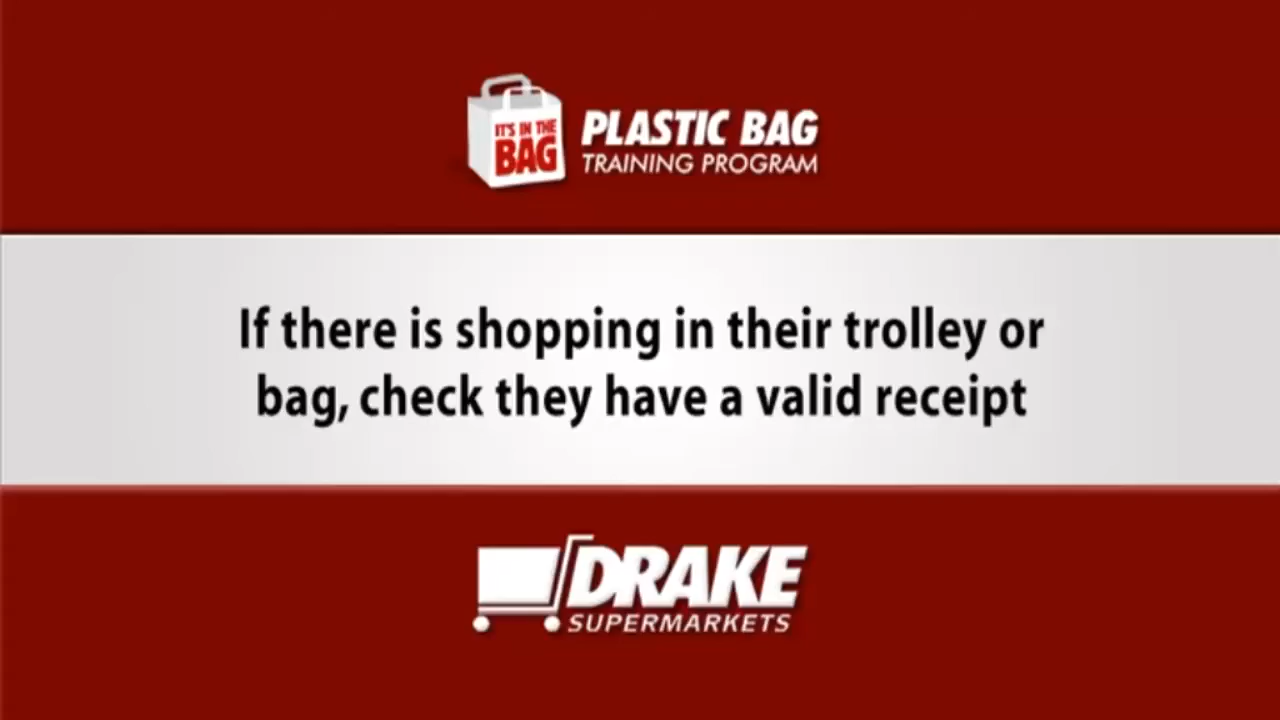 IT'S IN THE
BAG
PLASTIC BAG
TRAINING PROGRAM
If there is shopping in their trolley or
bag, check they have a valid receipt
DRAKE
SUPERMARKETS